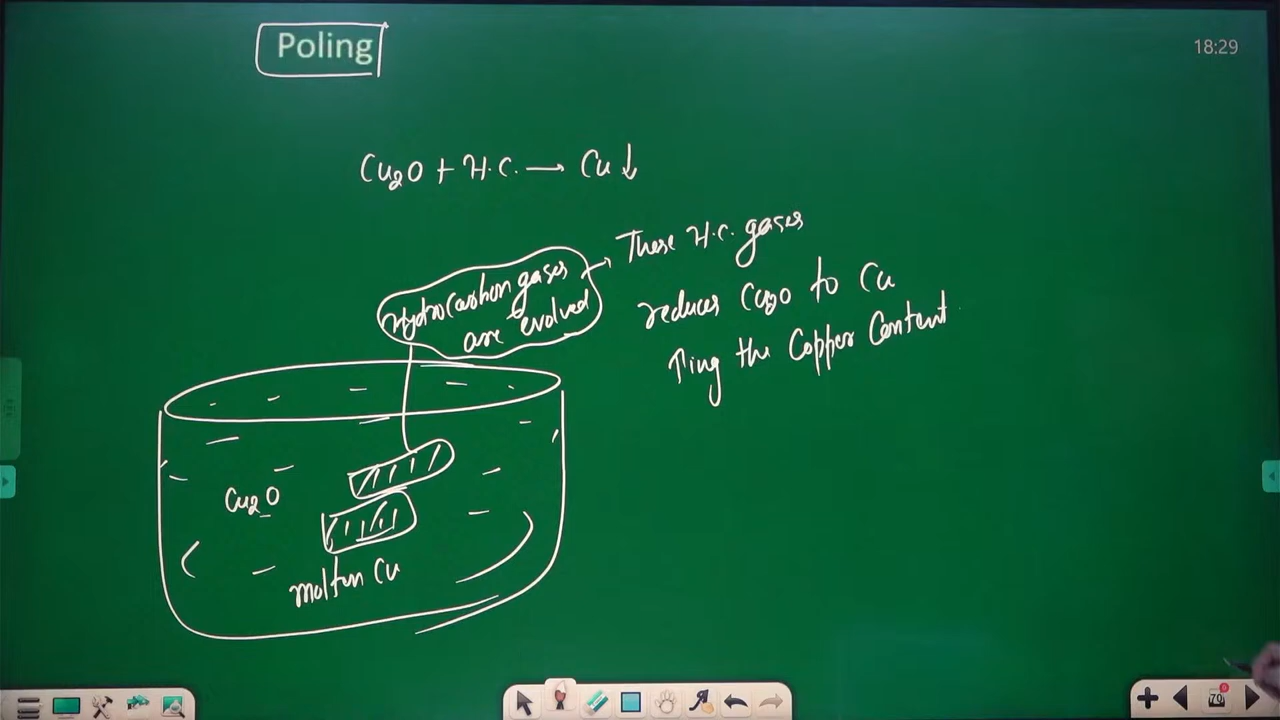 Poling
18:29
Cu2O + H.C. → Cu ↓
Hydrocarbon gases
are evolved
→ These H.C. gases
reduces Cu2O to Cu
↑ing the Copper Content
Cu2O
molten Cu
70